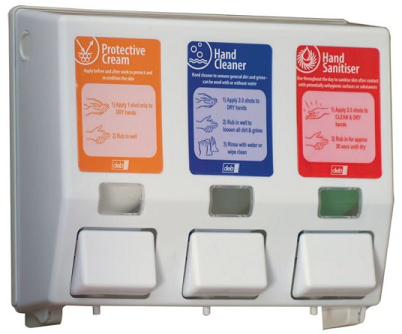 Protective
Cream
Apply before and after work to protect and
re-condition the skin
1) Apply 1 shot only to
DRY hands
2) Rub in well
deb
Hand
Cleaner
Hand cleaner to remove general dirt and grime -
can be used with or without water
1) Apply 2.0 shots to
DRY hands
2) Rub in well to
loosen all dirt & grime
3) Rinse with water or
wipe clean
deb
Hand
Sanitiser
Use throughout the day to sanitise skin after contact
with potentially unhygienic surfaces or substances
1) Apply 2.0 shots to
CLEAN & DRY
hands
2) Rub in for approx
30 secs until dry
deb